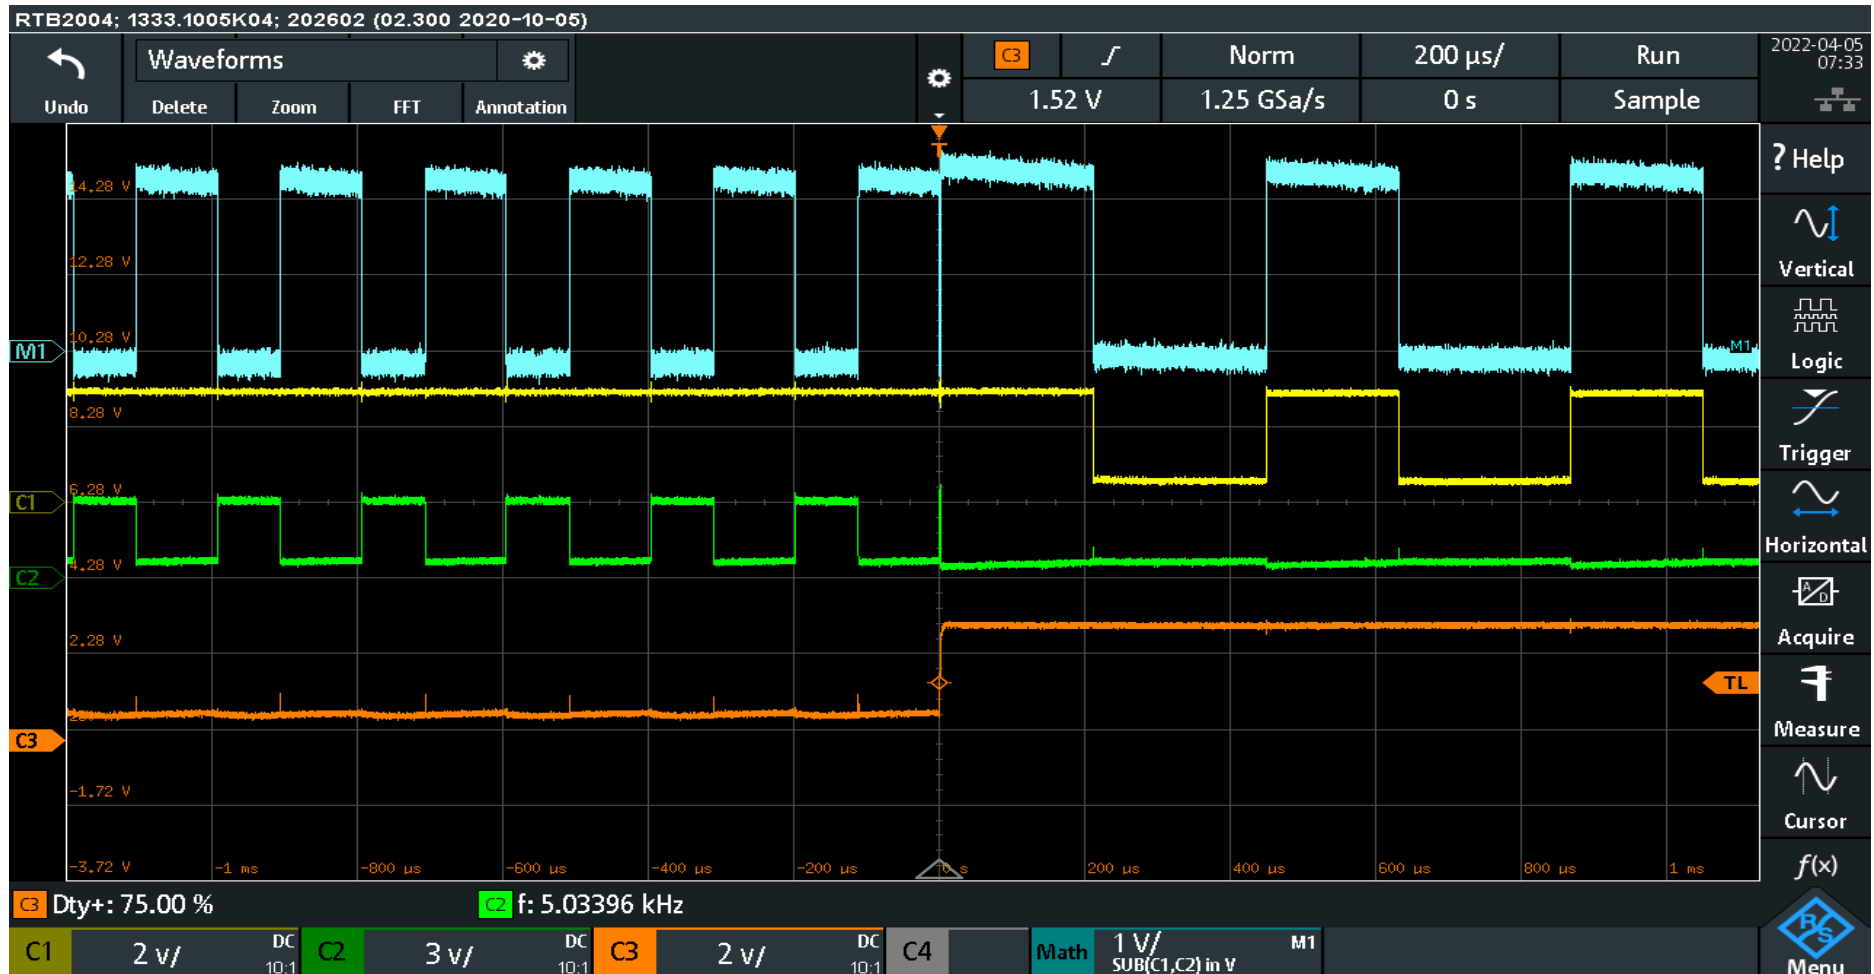 RTB2004; 1333.1005K04; 202602 (02.300 2020-10-05)
Undo
Waveforms
Delete
Zoom
FFT
Annotation
C3
Norm
200 µs/
Run
1.52 V
1.25 GSa/s
0 s
Sample
2022-04-05
07:33
T
14.28 V
12.28 V
10.28 V
8.28 V
6.28 V
4.28 V
2.28 V
-1.72 V
-3.72 V
M1
C1
C2
C3
M1
TL
-1 ms
-800 µs
-600 µs
-400 µs
-200 µs
0 s
200 µs
400 µs
600 µs
800 µs
1 ms
? Help
Vertical
Logic
Trigger
Horizontal
A
D
Acquire
Measure
Cursor
f(x)
R
S
Menu
C3 Dty+: 75.00 %
C2 f: 5.03396 kHz
C1
2 V/
DC
10:1
C2
3 V/
DC
10:1
C3
2 V/
DC
10:1
C4
Math
1 V/
M1
SUB(C1,C2) in V